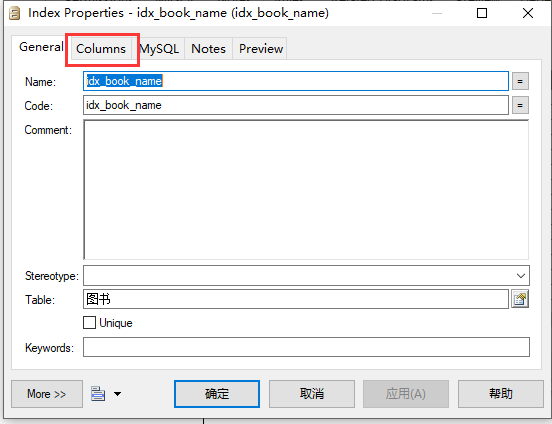 Index Properties - idx_book_name (idx_book_name)
General Columns MySQL Notes Preview
Name: idx_book_name =
Code: idx_book_name =
Comment:
Stereotype:
Table: 图书
Unique
Keywords:
More >> 确定 取消 应用(A) 帮助